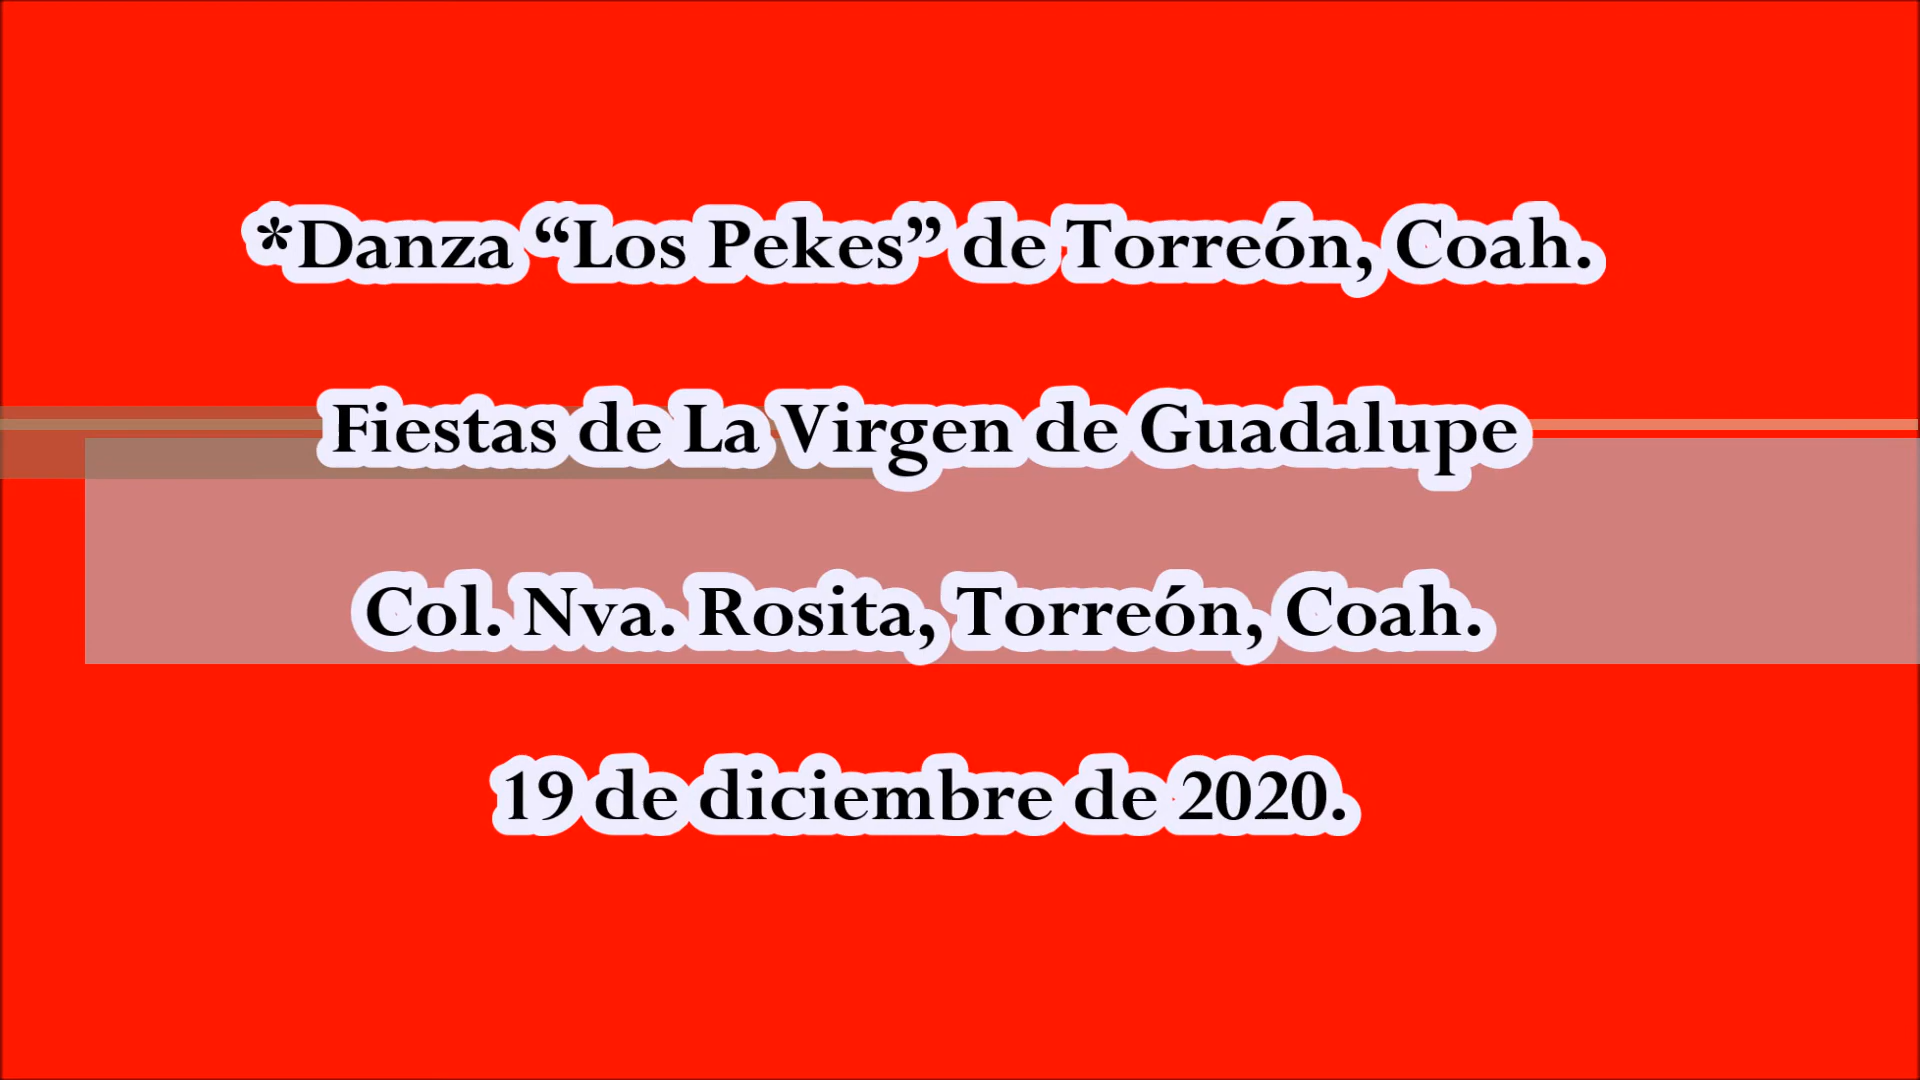 *Danza “Los Pekes” de Torreón, Coah.
Fiestas de La Virgen de Guadalupe
Col. Nva. Rosita, Torreón, Coah.
19 de diciembre de 2020.